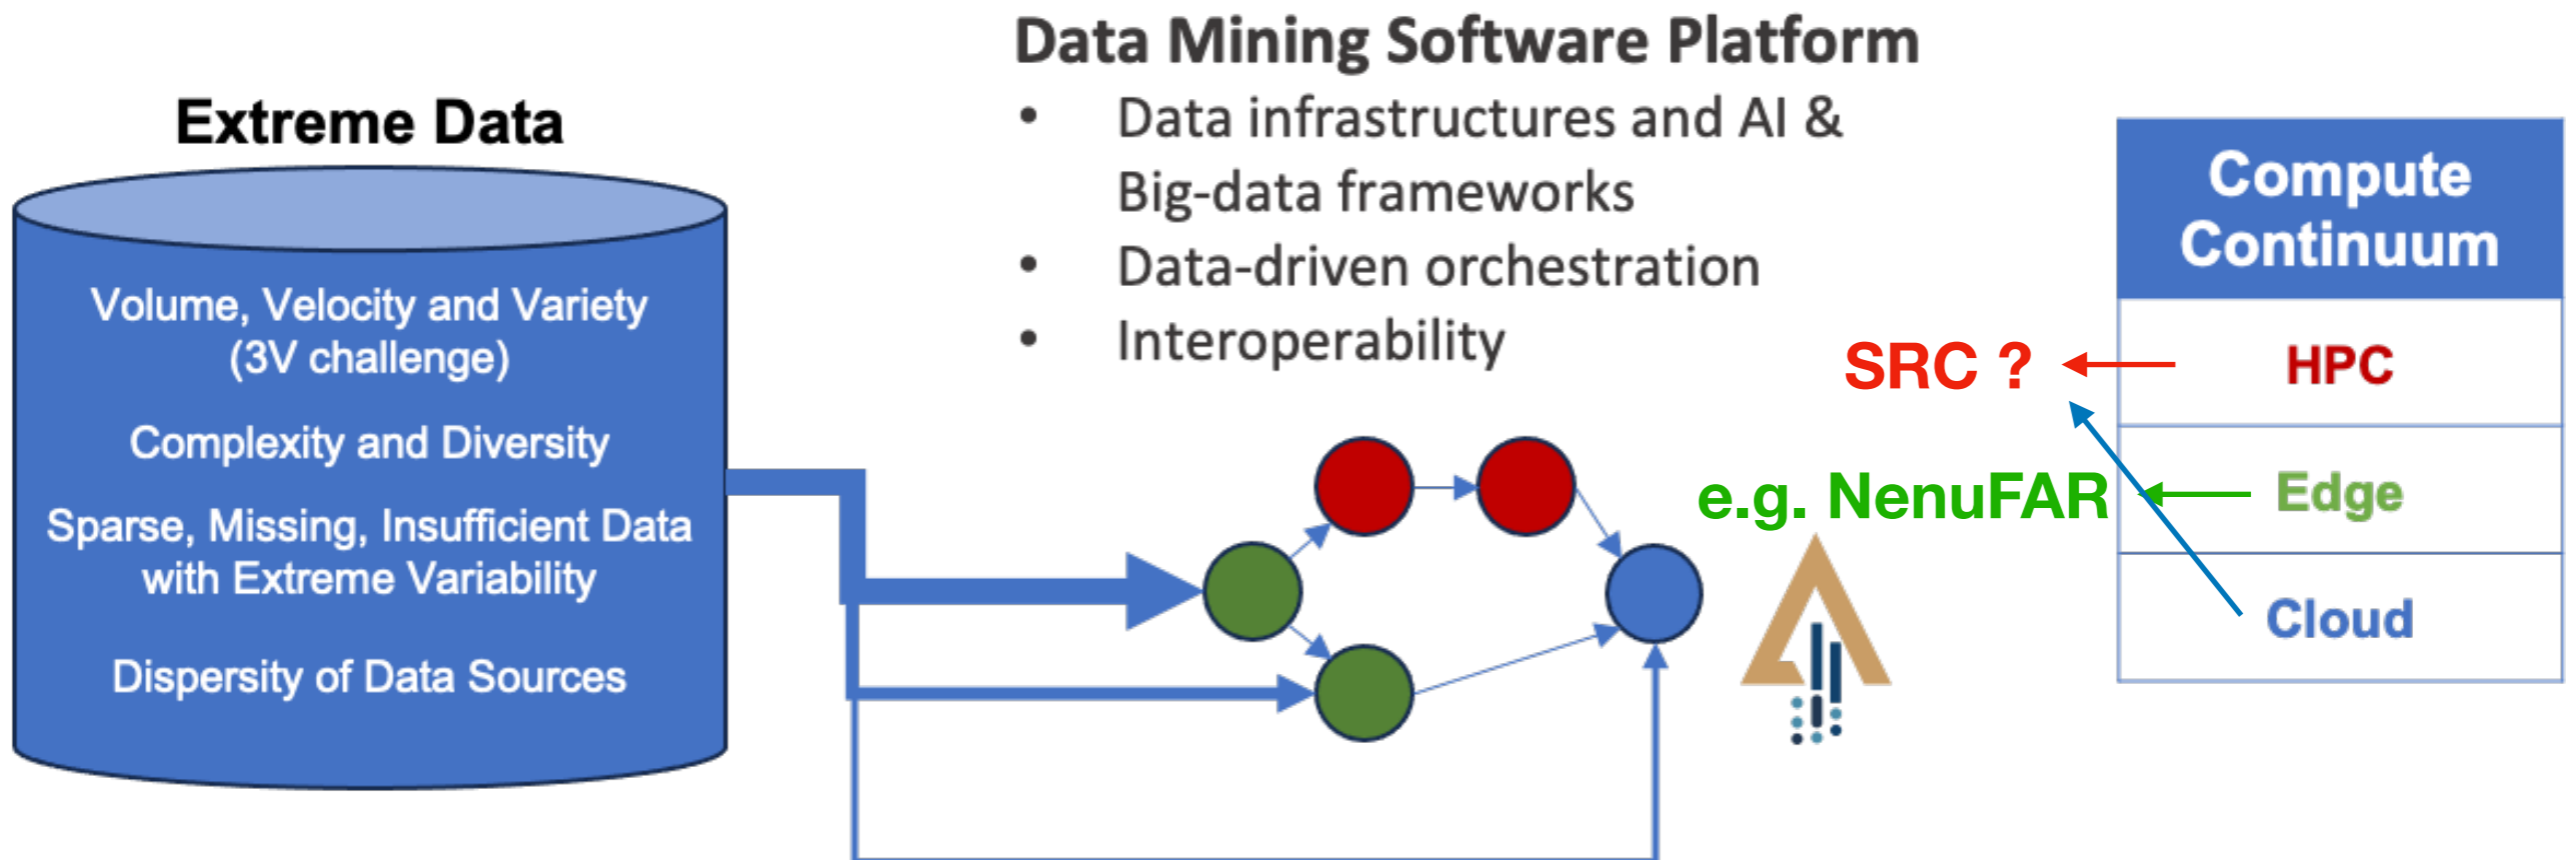 Extreme Data
Volume, Velocity and Variety
(3V challenge)
Complexity and Diversity
Sparse, Missing, Insufficient Data
with Extreme Variability
Dispersity of Data Sources
Data Mining Software Platform
• Data infrastructures and AI &
Big-data frameworks
• Data-driven orchestration
• Interoperability
SRC ?
e.g. NenuFAR
Compute
Continuum
HPC
Edge
Cloud